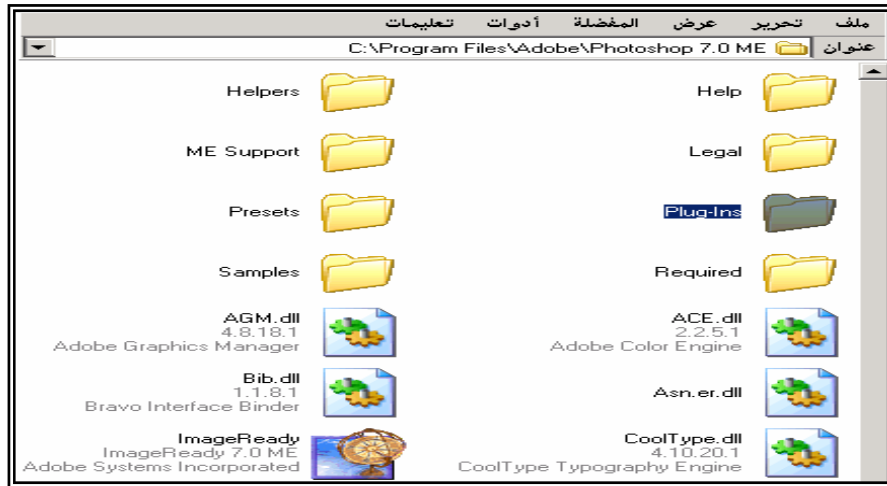 ملف تحرير عرض المفضلة أدوات تعليمات
عنوان C:\Program Files\Adobe\Photoshop 7.0 ME
Help
Helpers
Legal
ME Support
Plug-Ins
Presets
Required
Samples
ACE.dll
2.2.5.1
Adobe Color Engine
AGM.dll
4.8.18.1
Adobe Graphics Manager
Asn.er.dll
Bib.dll
1.1.8.1
Bravo Interface Binder
CoolType.dll
4.10.20.1
CoolType Typography Engine
ImageReady
ImageReady 7.0 ME
Adobe Systems Incorporated